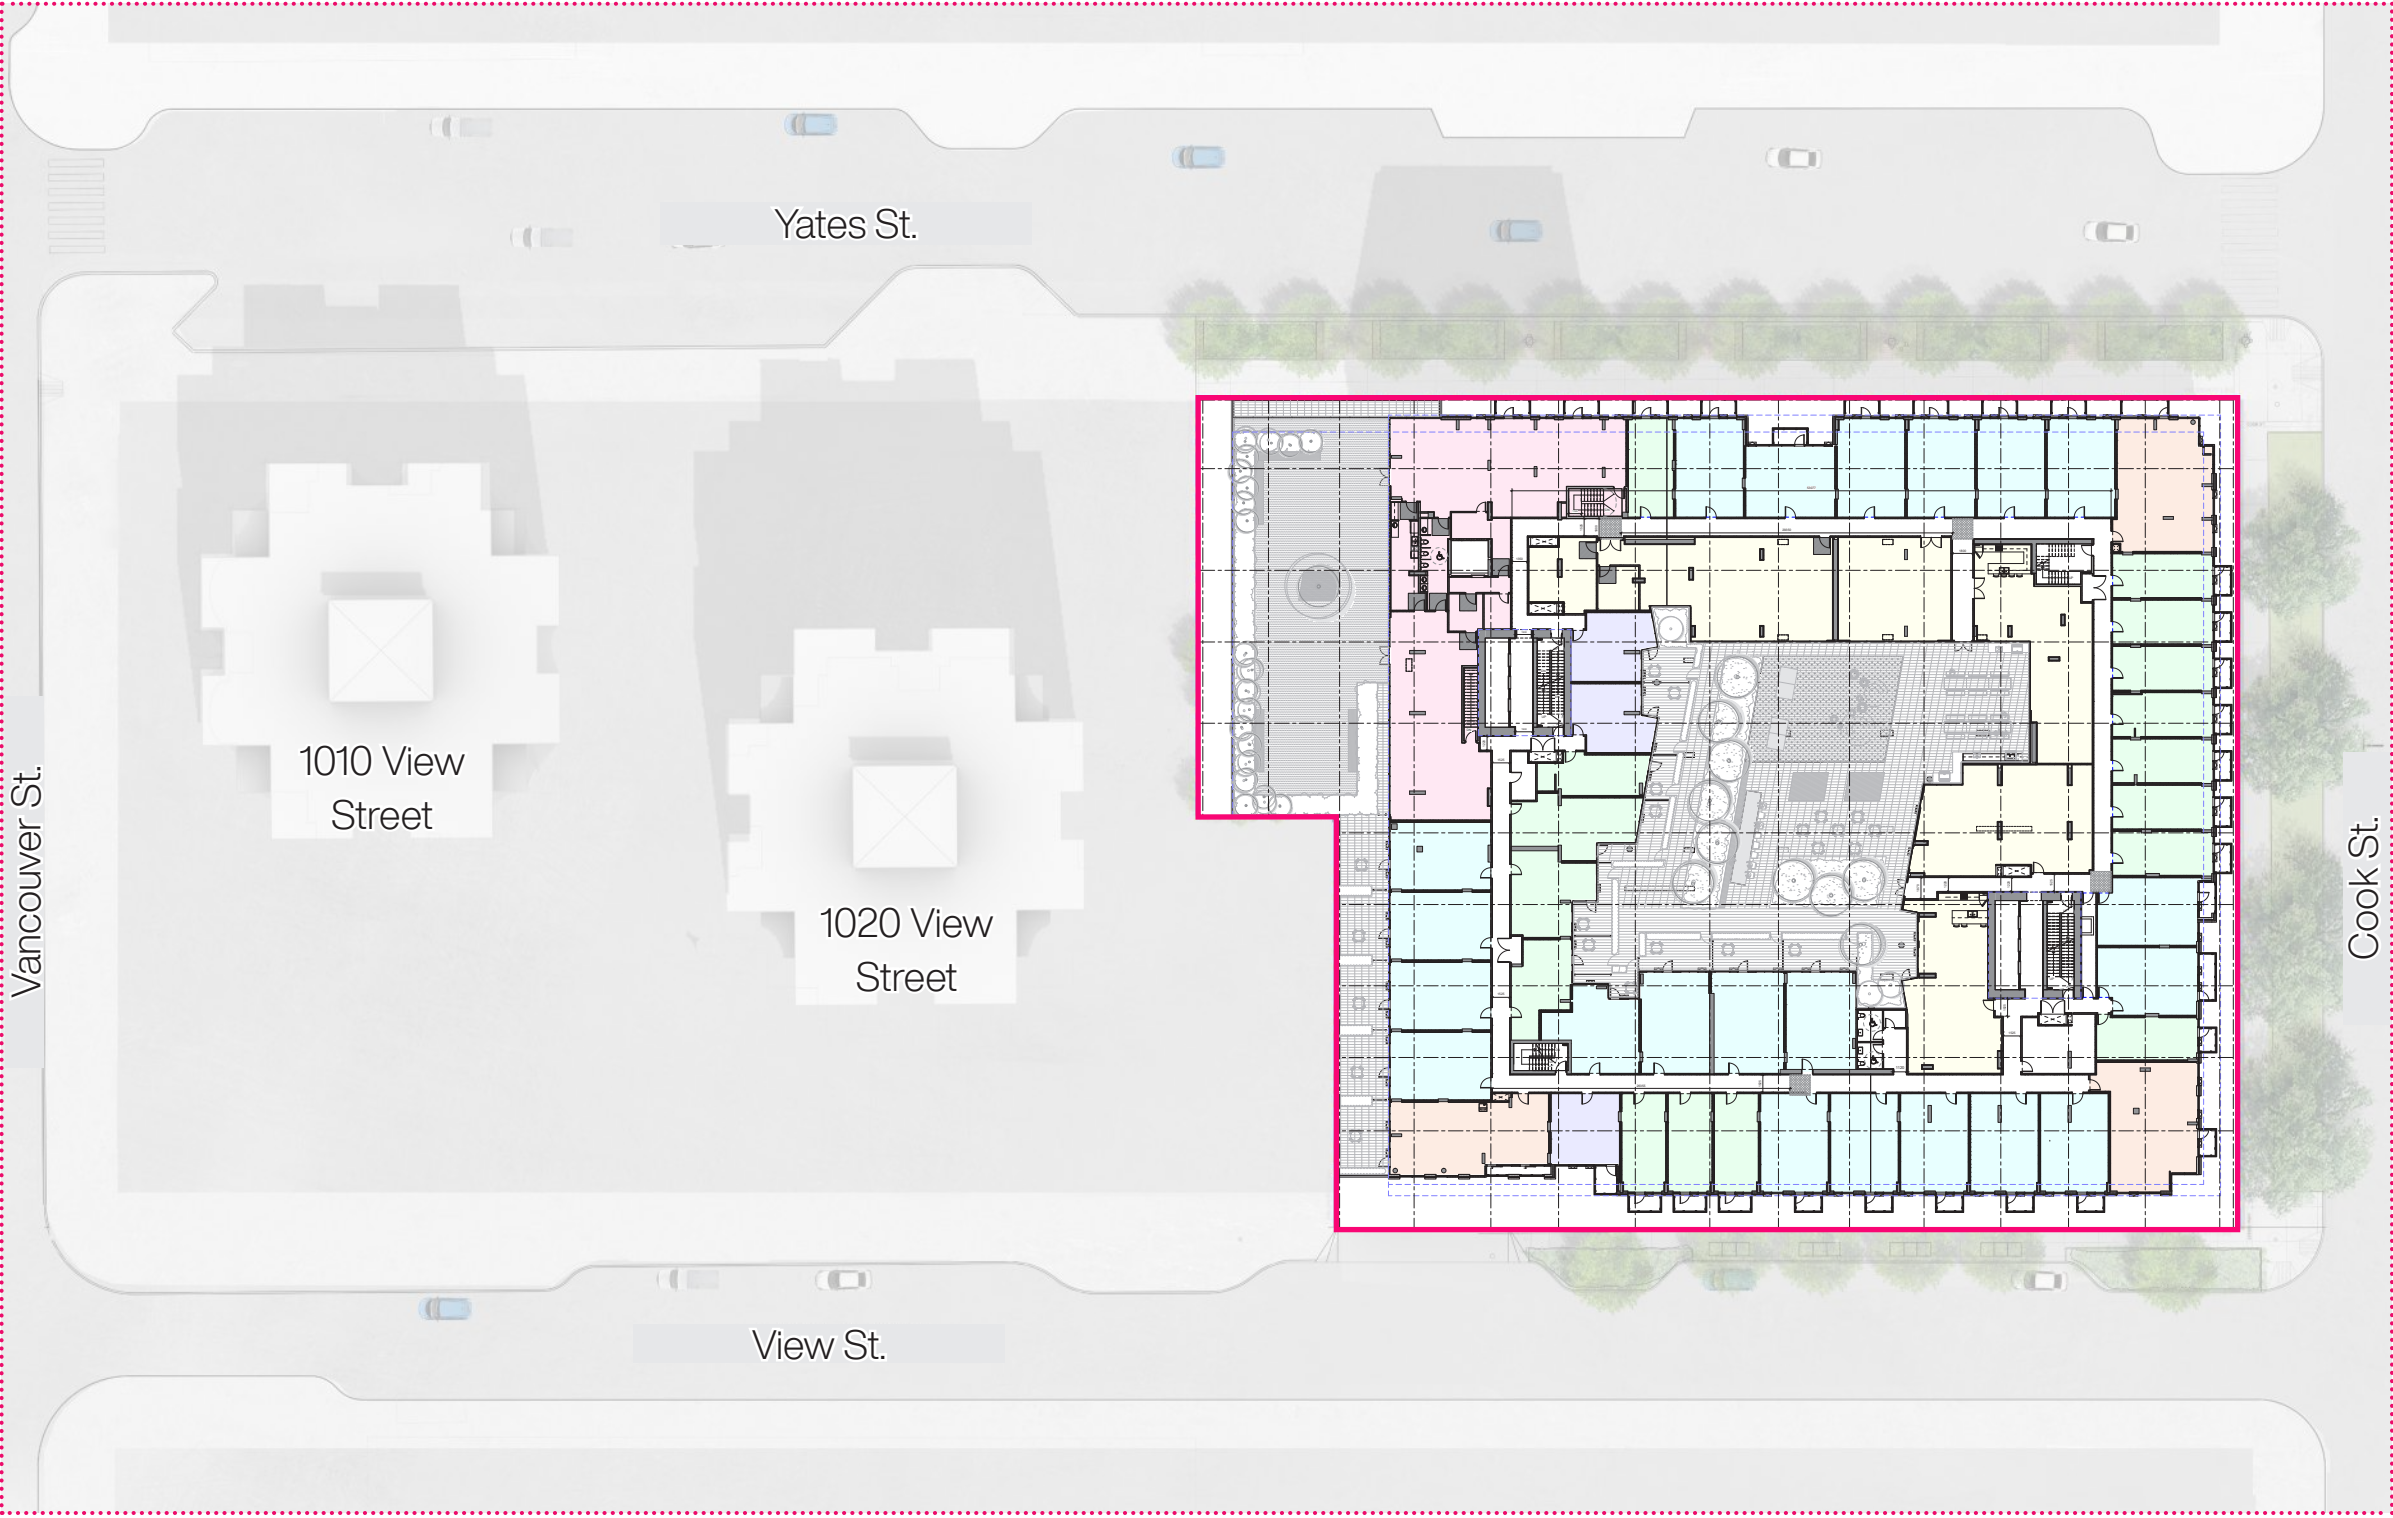 Yates St.
1010 View
Street
1020 View
Street
Vancouver St.
Cook St.
View St.